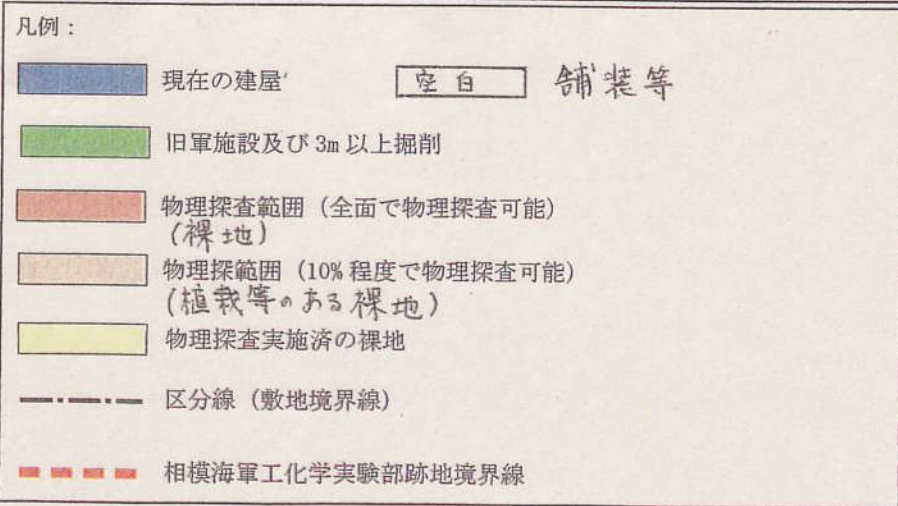 凡例：
現在の建屋 空白 舗装等
旧軍施設及び3m以上掘削
物理探査範囲（全面で物理探査可能）
(裸地)
物理探範囲（10%程度で物理探査可能）
(植栽等のある裸地)
物理探査実施済の裸地
区分線（敷地境界線）
相模海軍工化学実験部跡地境界線